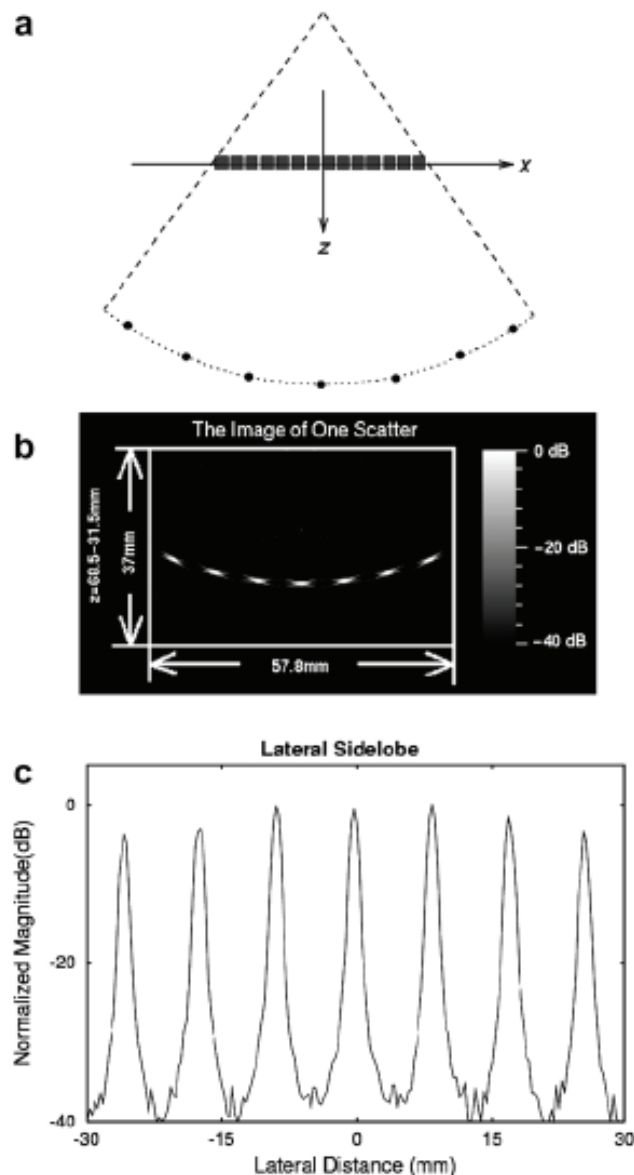 a
x
z
b
The Image of One Scatter
z=68.5-31.5mm
37mm
57.8mm
0 dB
-20 dB
-40 dB
c
Lateral Sidelobe
Normalized Magnitude(dB)
0
-20
-40
-30
-15
0
15
30
Lateral Distance (mm)